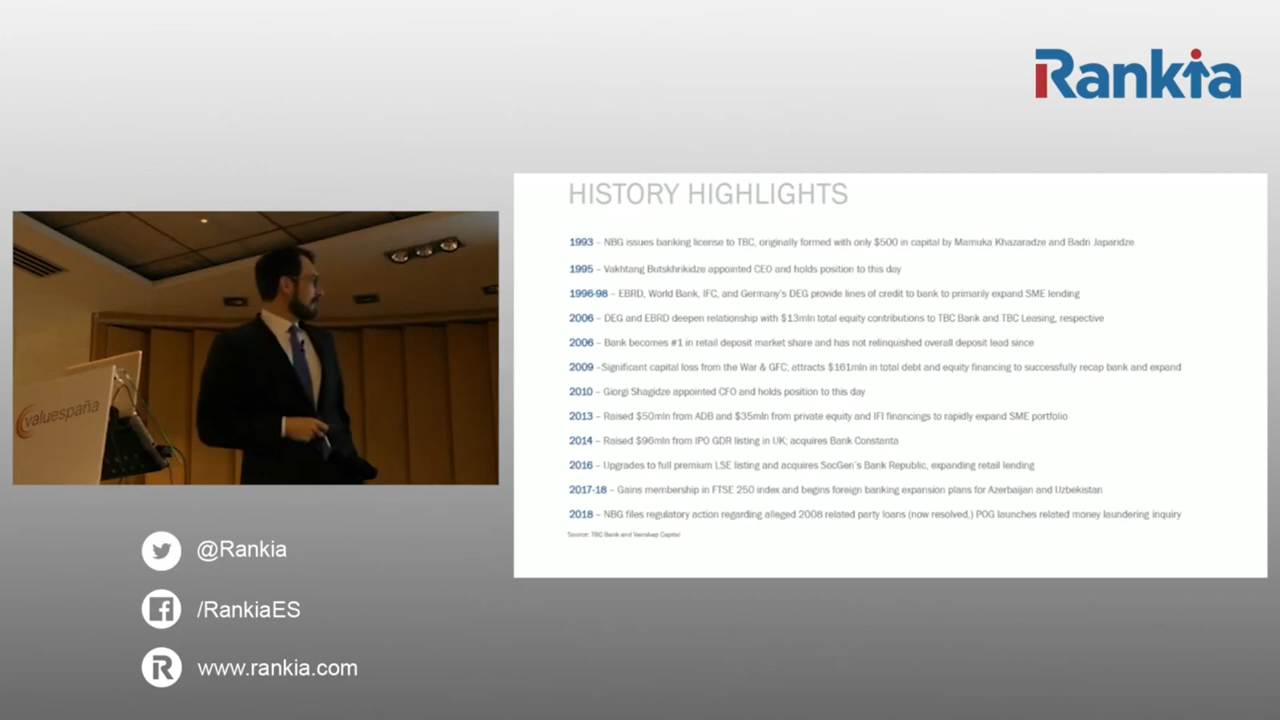 Rankia
HISTORY HIGHLIGHTS
1993 – NBG issues banking license to TBC, originally formed with only $500 in capital by Mamuka Khazaradze and Badri Japaridze
1995 – Vakhtang Butskhrikidze appointed CEO and holds position to this day
1996-98 – EBRD, World Bank, IFC, and Germany's DEG provide lines of credit to bank to primarily expand SME lending
2006 – DEG and EBRD deepen relationship with $13mln total equity contributions to TBC Bank and TBC Leasing, respective
2006 – Bank becomes #1 in retail deposit market share and has not relinquished overall deposit lead since
2009 –Significant capital loss from the War & GFC; attracts $161mln in total debt and equity financing to successfully recap bank and expand
2010 – Giorgi Shagidze appointed CFO and holds position to this day
2013 – Raised $50mln from ADB and $35mln from private equity and IFI financings to rapidly expand SME portfolio
2014 – Raised $96mln from IPO GDR listing in UK; acquires Bank Constanta
2016 – Upgrades to full premium LSE listing and acquires SocGen's Bank Republic, expanding retail lending
2017-18 – Gains membership in FTSE 250 index and begins foreign banking expansion plans for Azerbaijan and Uzbekistan
2018 – NBG files regulatory action regarding alleged 2008 related party loans (now resolved,) POG launches related money laundering inquiry
Source: TBC Bank and Vanshap Capital
valuespaña
@Rankia
/RankiaES
www.rankia.com